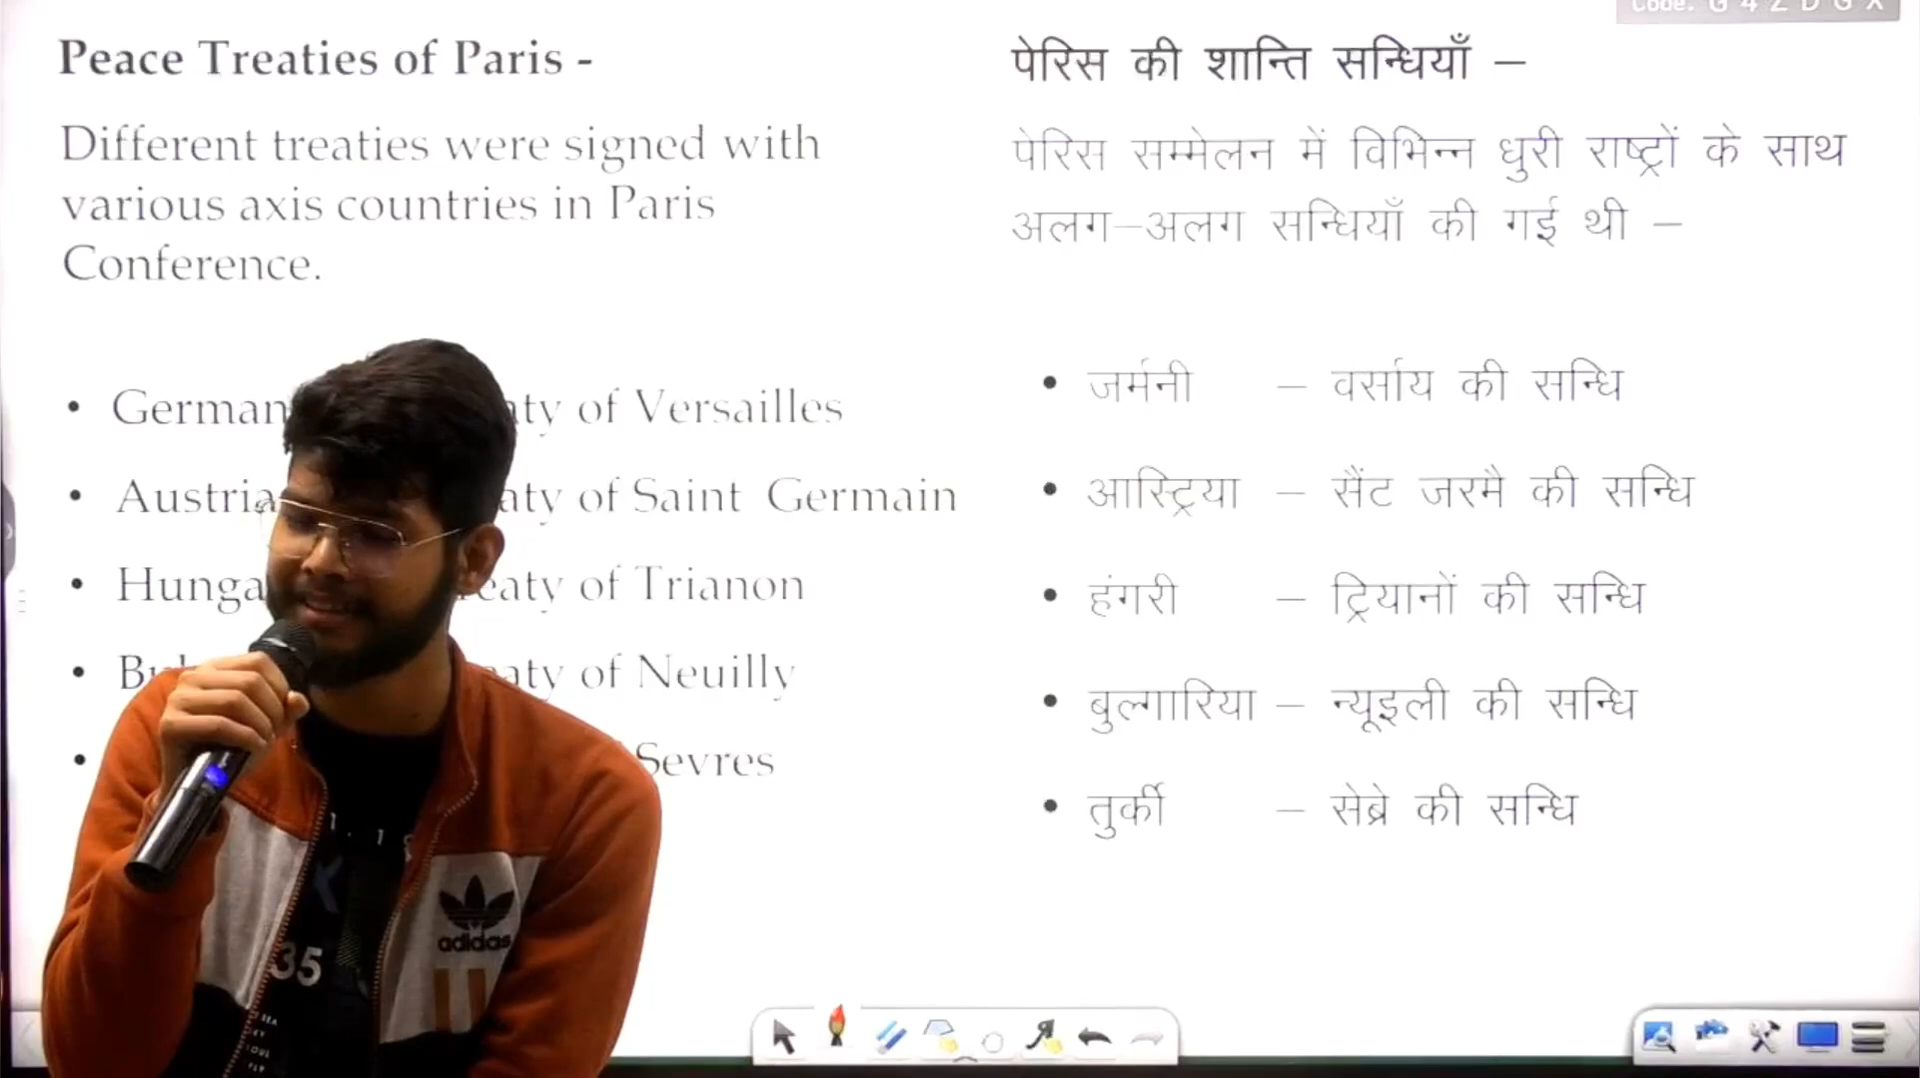 Code: G 4 Z D G X
Peace Treaties of Paris -
Different treaties were signed with
various axis countries in Paris
Conference.
• German aty of Versailles
• Austria aty of Saint Germain
• Hunga eaty of Trianon
• aty of Neuilly
• Sevres
पेरिस की शान्ति सन्धियाँ –
पेरिस सम्मेलन में विभिन्न धुरी राष्ट्रों के साथ
अलग–अलग सन्धियाँ की गई थी –
• जर्मनी – वर्साय की सन्धि
• आस्ट्रिया – सैंट जरमै की सन्धि
• हंगरी – ट्रियानों की सन्धि
• बुल्गारिया – न्यूइली की सन्धि
• तुर्की – सेब्रे की सन्धि
adidas
35